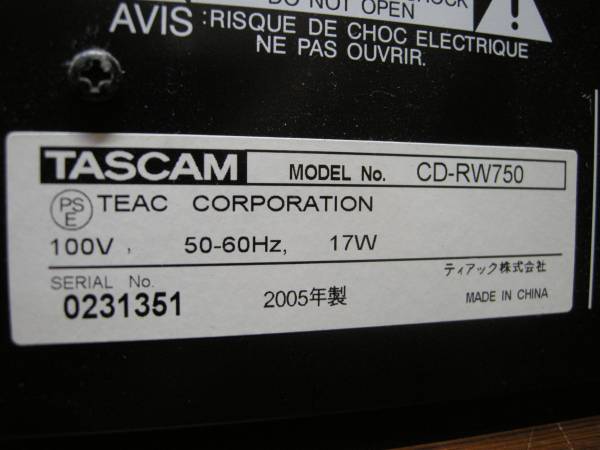 SHOCK
DO NOT OPEN
AVIS : RISQUE DE CHOC ELECTRIQUE
NE PAS OUVRIR.
TASCAM MODEL No. CD-RW750
PSE TEAC CORPORATION
100V , 50-60Hz, 17W
SERIAL No. ティアック株式会社
0231351 2005年製 MADE IN CHINA